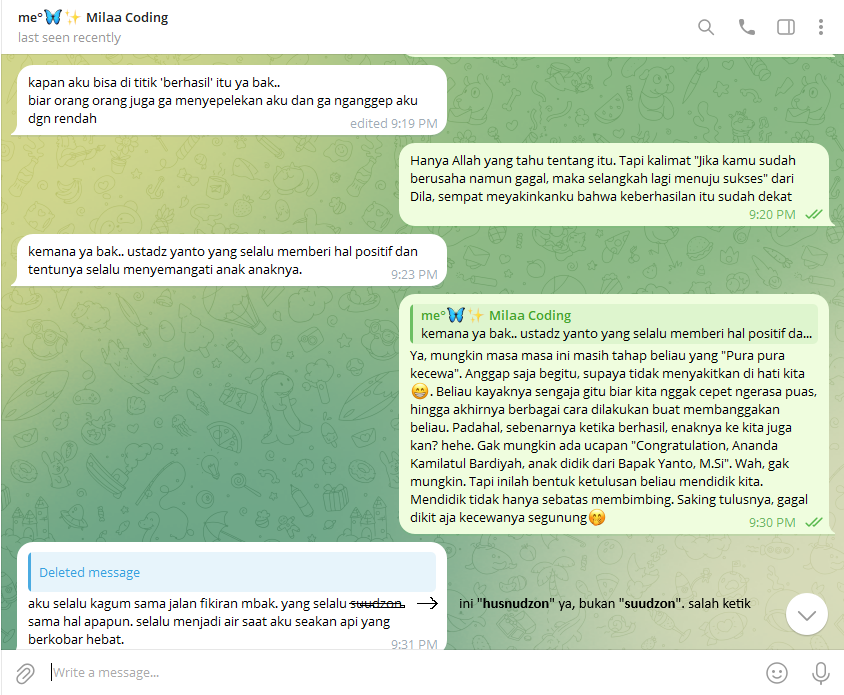 me°🦋✨ Milaa Coding
last seen recently
kapan aku bisa di titik 'berhasil' itu ya bak..
biar orang orang juga ga menyepelekan aku dan ga nganggep aku
dgn rendah
edited 9:19 PM
Hanya Allah yang tahu tentang itu. Tapi kalimat "Jika kamu sudah
berusaha namun gagal, maka selangkah lagi menuju sukses" dari
Dila, sempat meyakinkanku bahwa keberhasilan itu sudah dekat
9:20 PM
kemana ya bak.. ustadz yanto yang selalu memberi hal positif dan
tentunya selalu menyemangati anak anaknya.
9:23 PM
me°🦋✨ Milaa Coding
kemana ya bak.. ustadz yanto yang selalu memberi hal positif da...
Ya, mungkin masa masa ini masih tahap beliau yang "Pura pura
kecewa". Anggap saja begitu, supaya tidak menyakitkan di hati kita
😁. Beliau kayaknya sengaja gitu biar kita nggak cepet ngerasa puas,
hingga akhirnya berbagai cara dilakukan buat membanggakan
beliau. Padahal, sebenarnya ketika berhasil, enaknya ke kita juga
kan? hehe. Gak mungkin ada ucapan "Congratulation, Ananda
Kamilatul Bardiyah, anak didik dari Bapak Yanto, M.Si". Wah, gak
mungkin. Tapi inilah bentuk ketulusan beliau mendidik kita.
Mendidik tidak hanya sebatas membimbing. Saking tulusnya, gagal
dikit aja kecewanya segunung🤭
9:30 PM
Deleted message
aku selalu kagum sama jalan fikiran mbak. yang selalu suudzon. → ini "husnudzon" ya, bukan "suudzon". salah ketik
sama hal apapun. selalu menjadi air saat aku seakan api yang
berkobar hebat.
9:31 PM
Write a message...